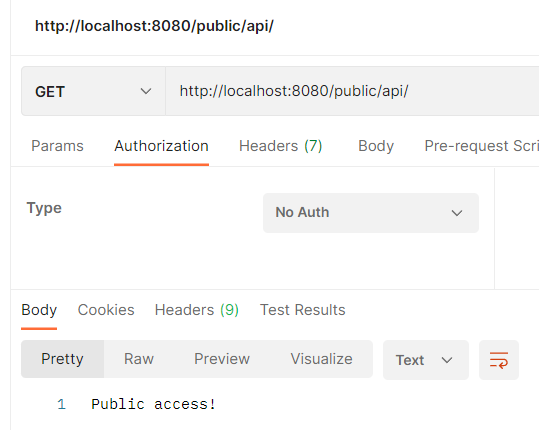 http://localhost:8080/public/api/
GET http://localhost:8080/public/api/
Params Authorization Headers (7) Body Pre-request Scri
Type No Auth
Body Cookies Headers (9) Test Results
Pretty Raw Preview Visualize Text
1 Public access!